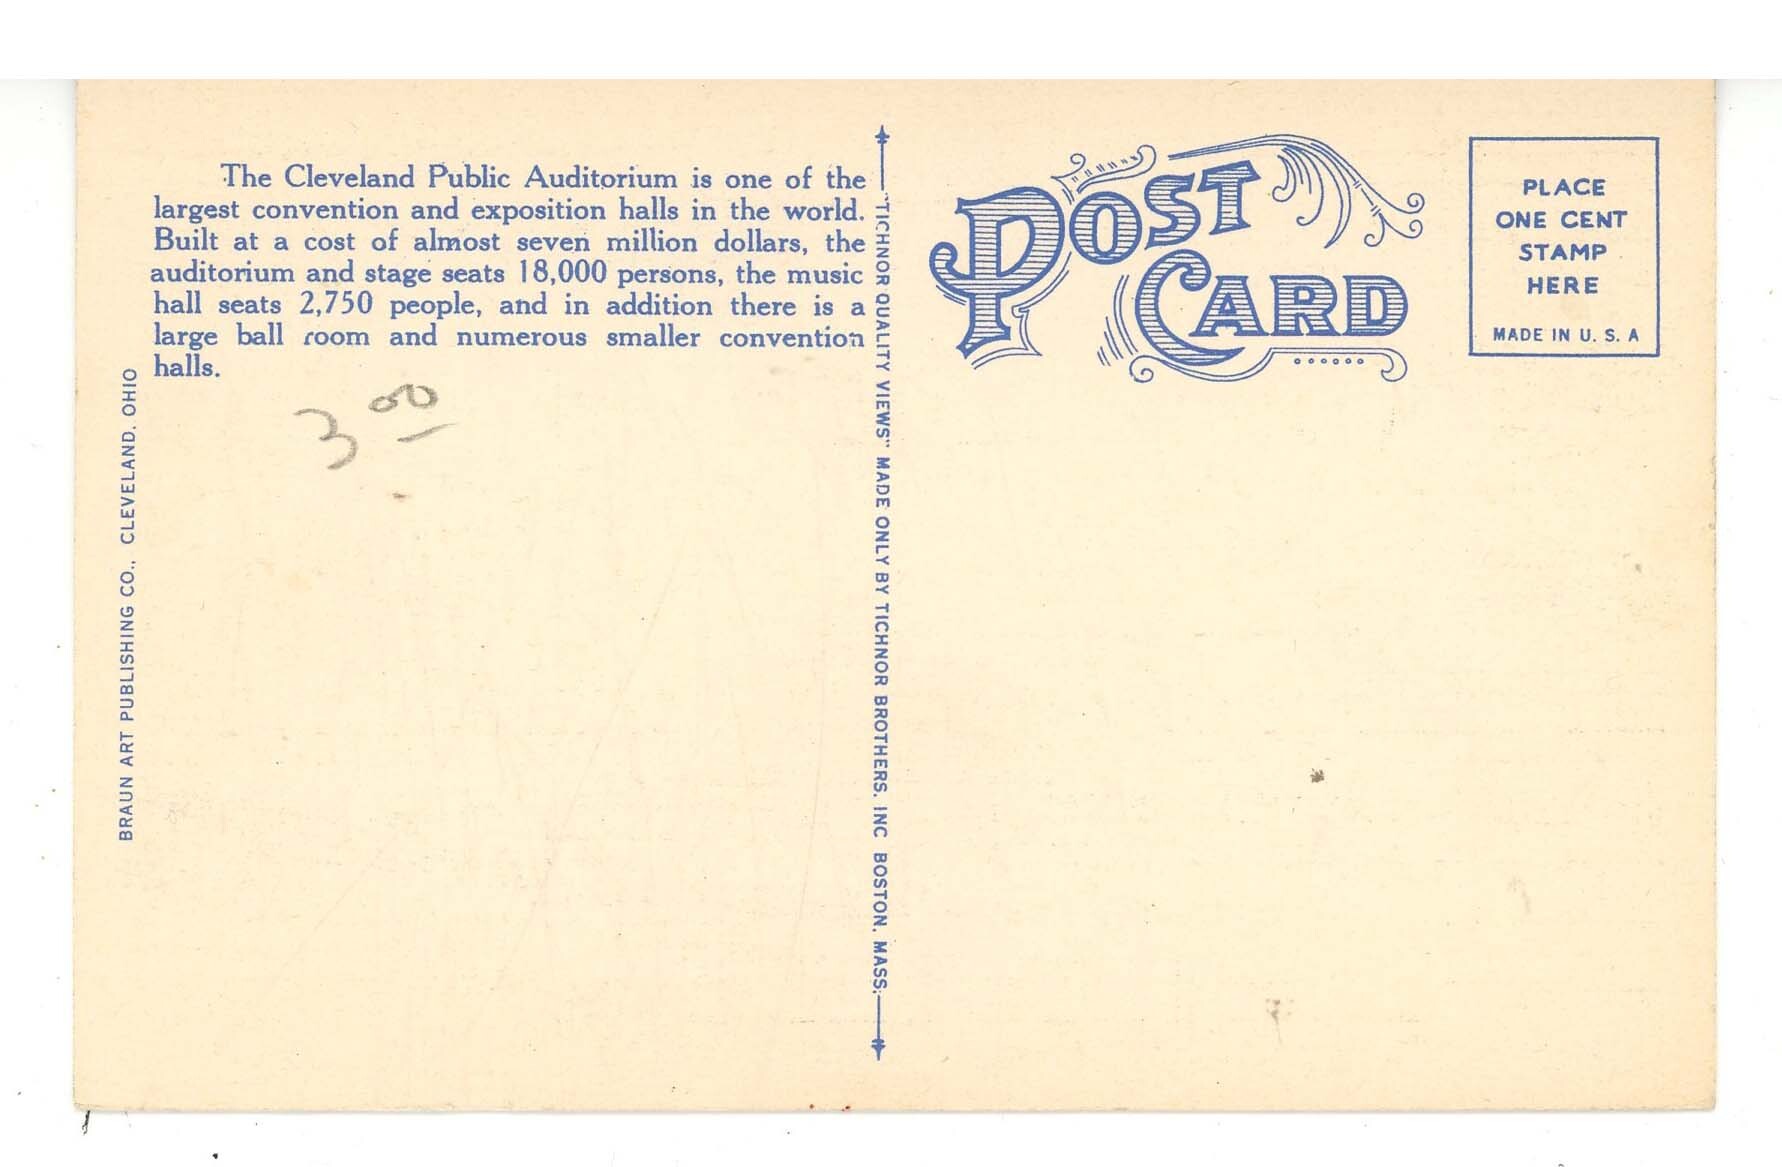 The Cleveland Public Auditorium is one of the
largest convention and exposition halls in the world.
Built at a cost of almost seven million dollars, the
auditorium and stage seats 18,000 persons, the music
hall seats 2,750 people, and in addition there is a
large ball room and numerous smaller convention
halls.
3 00
BRAUN ART PUBLISHING CO., CLEVELAND, OHIO
"TICHNOR QUALITY VIEWS" MADE ONLY BY TICHNOR BROTHERS, INC BOSTON, MASS.
POST
CARD
PLACE
ONE CENT
STAMP
HERE
MADE IN U. S. A